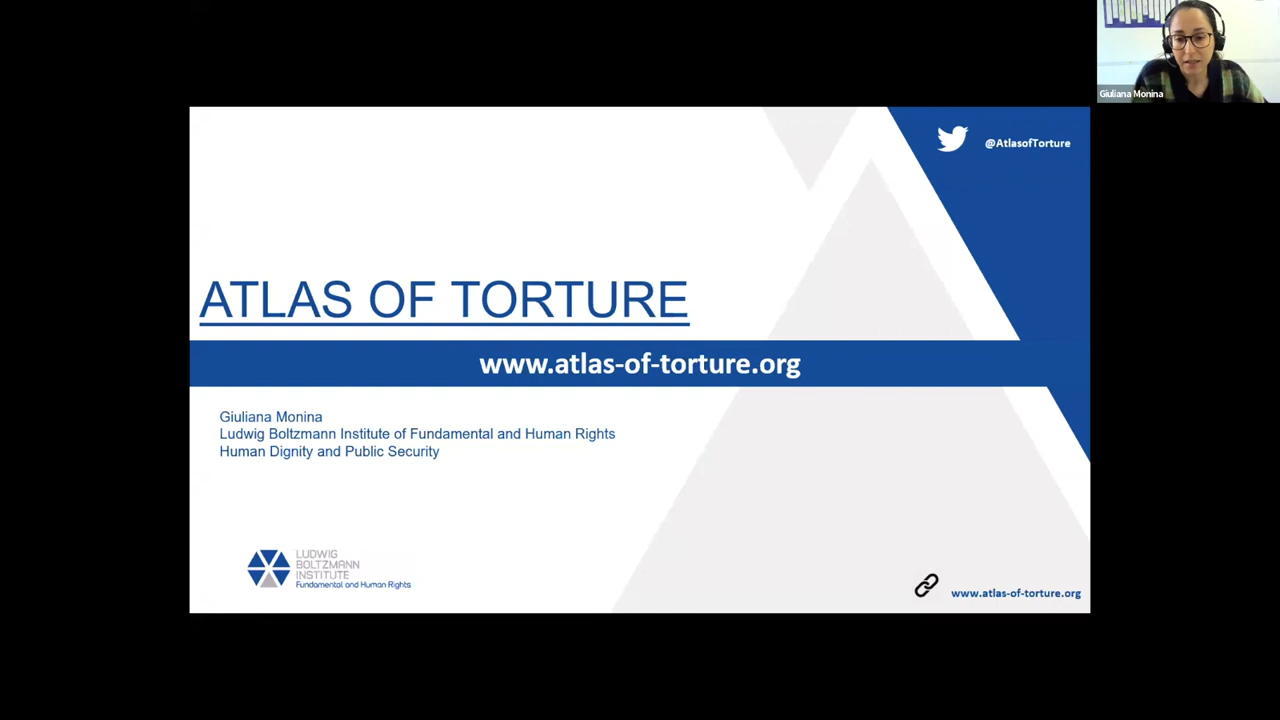 Giuliana Monina
@AtlasofTorture
ATLAS OF TORTURE
www.atlas-of-torture.org
Giuliana Monina
Ludwig Boltzmann Institute of Fundamental and Human Rights
Human Dignity and Public Security
LUDWIG
BOLTZMANN
INSTITUTE
Fundamental and Human Rights
www.atlas-of-torture.org